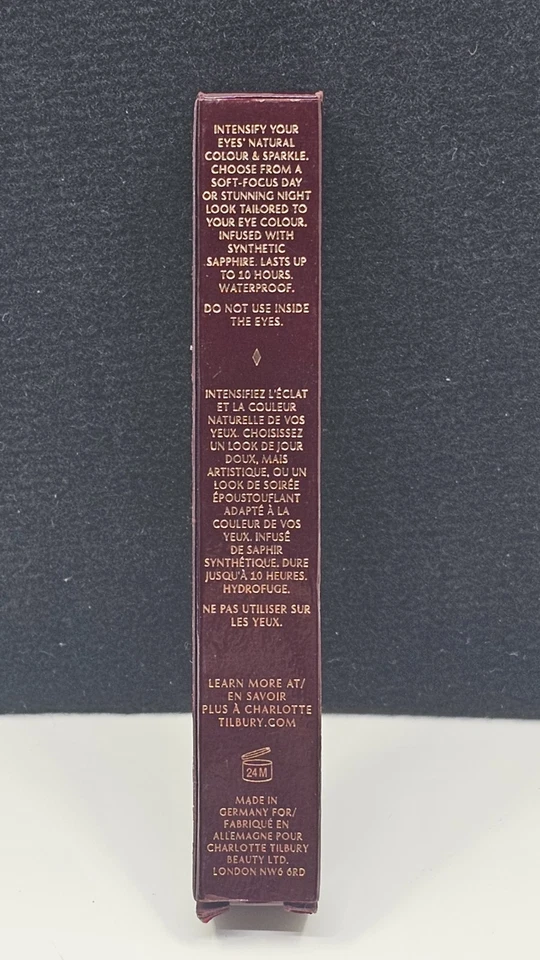 INTENSIFY YOUR
EYES' NATURAL
COLOUR & SPARKLE.
CHOOSE FROM A
SOFT-FOCUS DAY
OR STUNNING NIGHT
LOOK TAILORED TO
YOUR EYE COLOUR.
INFUSED WITH
SYNTHETIC
SAPPHIRE. LASTS UP
TO 10 HOURS.
WATERPROOF.
DO NOT USE INSIDE
THE EYES.
INTENSIFIEZ L'ÉCLAT
ET LA COULEUR
NATURELLE DE VOS
YEUX. CHOISISSEZ
UN LOOK DE JOUR
DOUX, MAIS
ARTISTIQUE, OU UN
LOOK DE SOIRÉE
ÉPOUSTOUFLANT
ADAPTÉ À LA
COULEUR DE VOS
YEUX. INFUSÉ
DE SAPHIR
SYNTHÉTIQUE. DURE
JUSQU'À 10 HEURES.
HYDROFUGE.
NE PAS UTILISER SUR
LES YEUX.
LEARN MORE AT/
EN SAVOIR
PLUS À CHARLOTTE
TILBURY.COM
24M
MADE IN
GERMANY FOR/
FABRIQUÉ EN
ALLEMAGNE POUR
CHARLOTTE TILBURY
BEAUTY LTD.
LONDON NW6 6RD